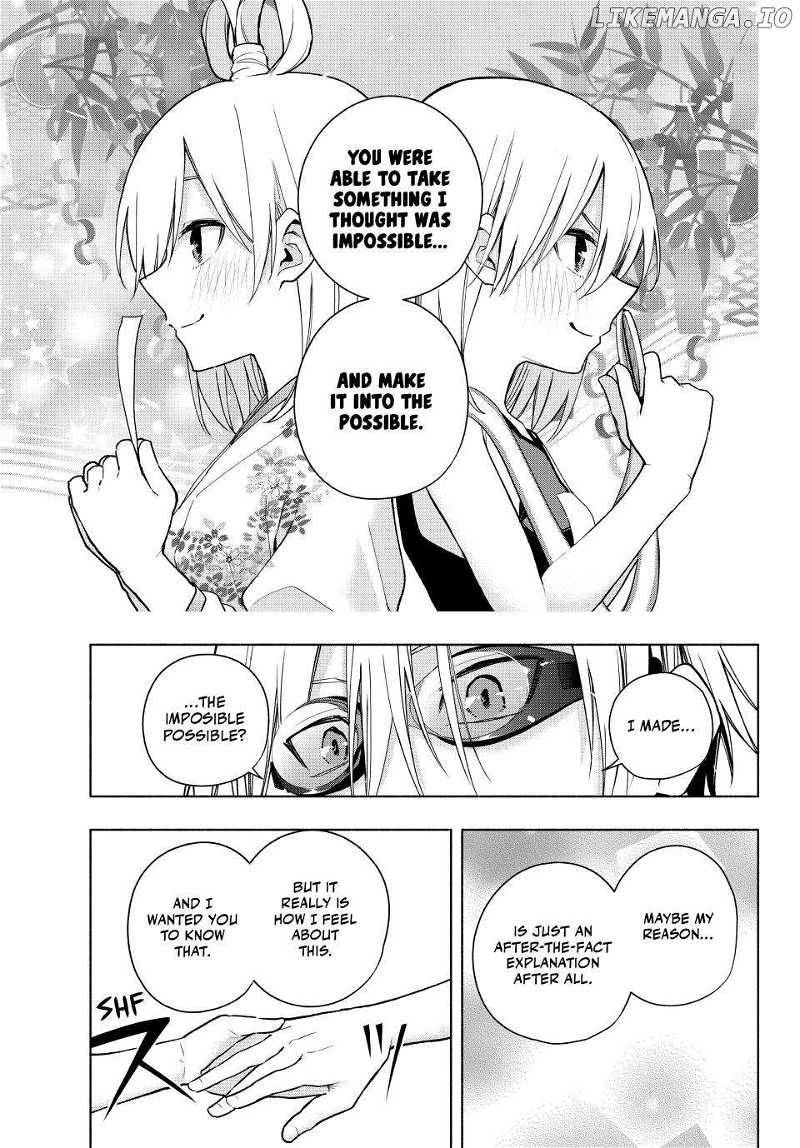 LIKEMANGA.IO
YOU WERE
ABLE TO TAKE
SOMETHING I
THOUGHT WAS
IMPOSSIBLE...
AND MAKE
IT INTO THE
POSSIBLE.
I MADE...
...THE
IMPOSIBLE
POSSIBLE?
MAYBE MY
REASON...
IS JUST AN
AFTER-THE-FACT
EXPLANATION
AFTER ALL.
BUT IT
REALLY IS
HOW I FEEL
ABOUT
THIS.
AND I
WANTED YOU
TO KNOW
THAT.
SHF
ス